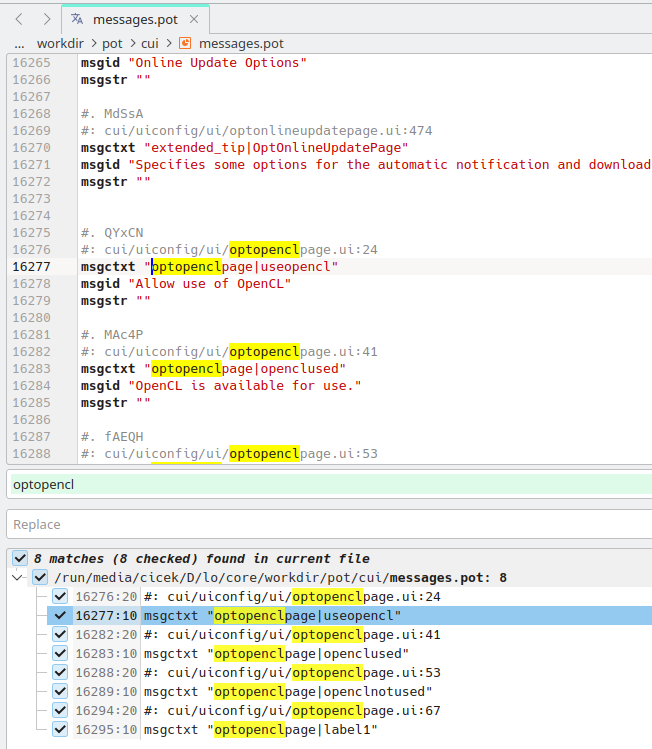 messages.pot
... workdir > pot > cui > messages.pot
16265 msgid "Online Update Options"
16266 msgstr ""
16267
16268 #. MdSsA
16269 #: cui/uiconfig/ui/optonlineupdatepage.ui:474
16270 msgctxt "extended_tip|OptOnlineUpdatePage"
16271 msgid "Specifies some options for the automatic notification and download
16272 msgstr ""
16273
16274
16275 #. QYxCN
16276 #: cui/uiconfig/ui/optopenclpage.ui:24
16277 msgctxt "optopenclpage|useopencl"
16278 msgid "Allow use of OpenCL"
16279 msgstr ""
16280
16281 #. MAc4P
16282 #: cui/uiconfig/ui/optopenclpage.ui:41
16283 msgctxt "optopenclpage|openclused"
16284 msgid "OpenCL is available for use."
16285 msgstr ""
16286
16287 #. fAEQH
16288 #: cui/uiconfig/ui/optopenclpage.ui:53
optopencl
Replace
8 matches (8 checked) found in current file
/run/media/cicek/D/lo/core/workdir/pot/cui/messages.pot: 8
16276:20 #: cui/uiconfig/ui/optopenclpage.ui:24
16277:10 msgctxt "optopenclpage|useopencl"
16282:20 #: cui/uiconfig/ui/optopenclpage.ui:41
16283:10 msgctxt "optopenclpage|openclused"
16288:20 #: cui/uiconfig/ui/optopenclpage.ui:53
16289:10 msgctxt "optopenclpage|openclnotused"
16294:20 #: cui/uiconfig/ui/optopenclpage.ui:67
16295:10 msgctxt "optopenclpage|label1"